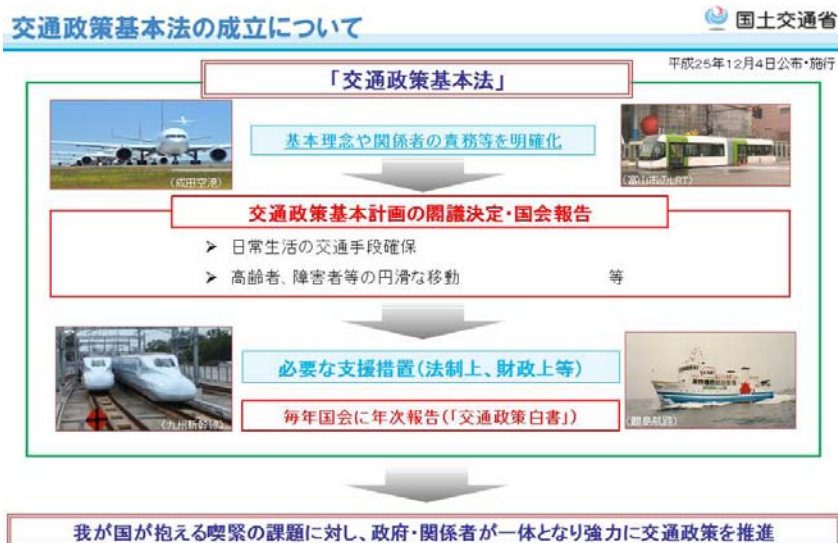 交通政策基本法の成立について
国土交通省
平成25年12月4日公布・施行
「交通政策基本法」
基本理念や関係者の責務等を明確化
（成田空港）
（富山市のLRT）
交通政策基本計画の閣議決定・国会報告
➢ 日常生活の交通手段確保
➢ 高齢者、障害者等の円滑な移動 等
必要な支援措置（法制上、財政上等）
毎年国会に年次報告（「交通政策白書」）
（九州新幹線）
（離島航路）
我が国が抱える喫緊の課題に対し、政府・関係者が一体となり強力に交通政策を推進